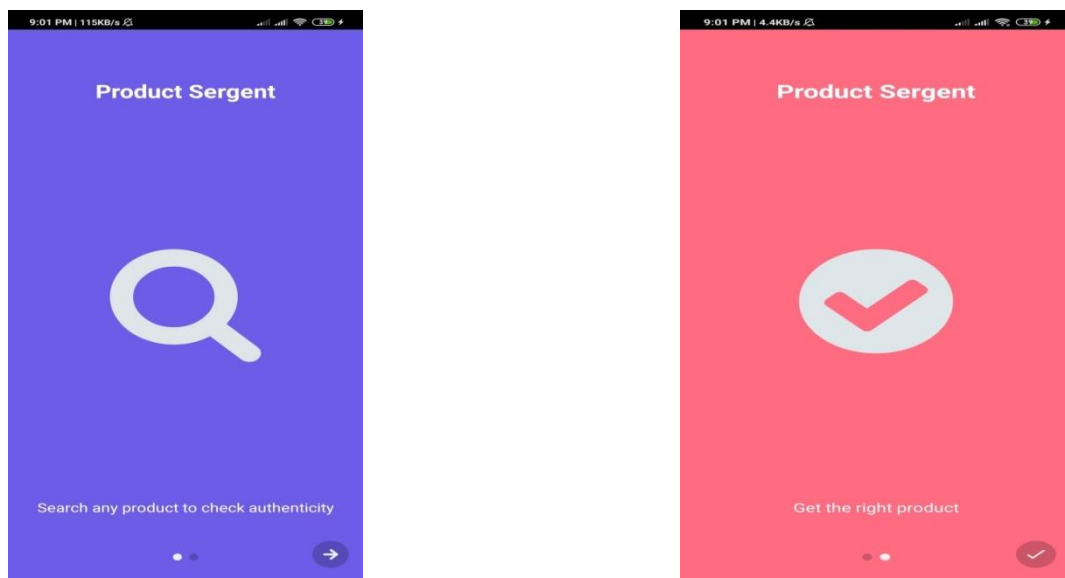 9:01 PM | 115KB/s
Product Sergent
Search any product to check authenticity
9:01 PM | 4.4KB/s
39
Product Sergent
Get the right product